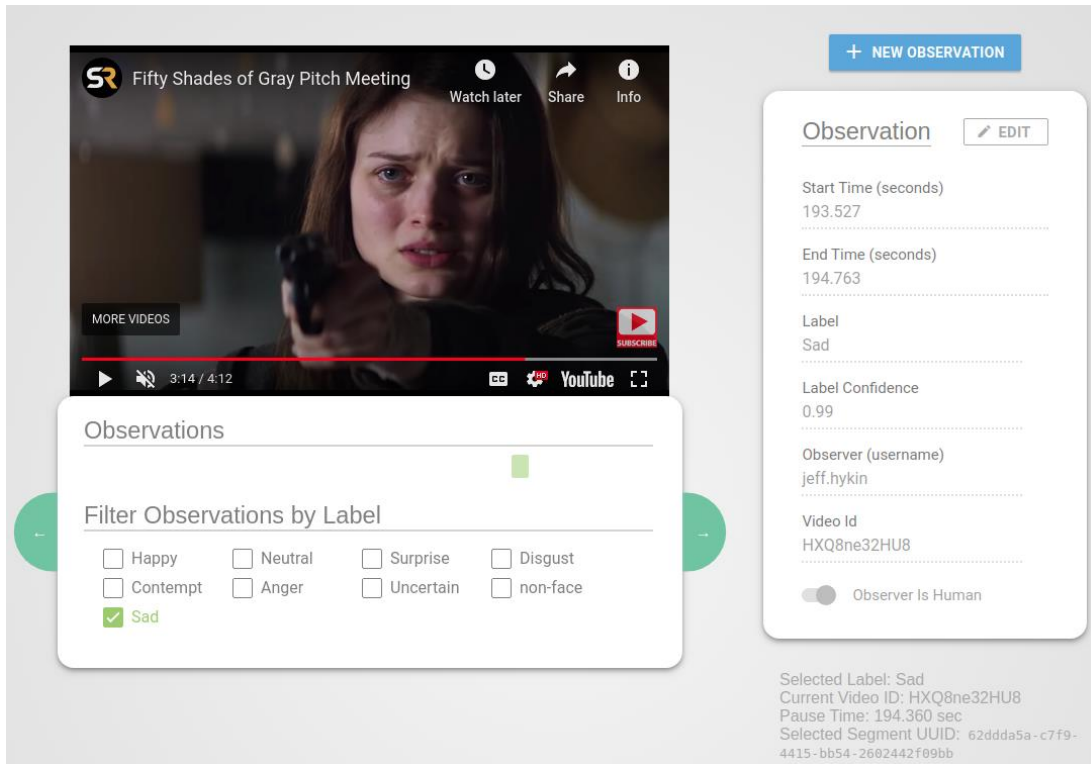 SR
Fifty Shades of Gray Pitch Meeting
Watch later
Share
Info
MORE VIDEOS
SUBSCRIBE
3:14 / 4:12
CC
HD
YouTube
Observations
Filter Observations by Label
Happy
Neutral
Surprise
Disgust
Contempt
Anger
Uncertain
non-face
Sad
←
→
+ NEW OBSERVATION
Observation
EDIT
Start Time (seconds)
193.527
End Time (seconds)
194.763
Label
Sad
Label Confidence
0.99
Observer (username)
jeff.hykin
Video Id
HXQ8ne32HU8
Observer Is Human
Selected Label: Sad
Current Video ID: HXQ8ne32HU8
Pause Time: 194.360 sec
Selected Segment UUID: 62ddda5a-c7f9-
4415-bb54-2602442f09bb